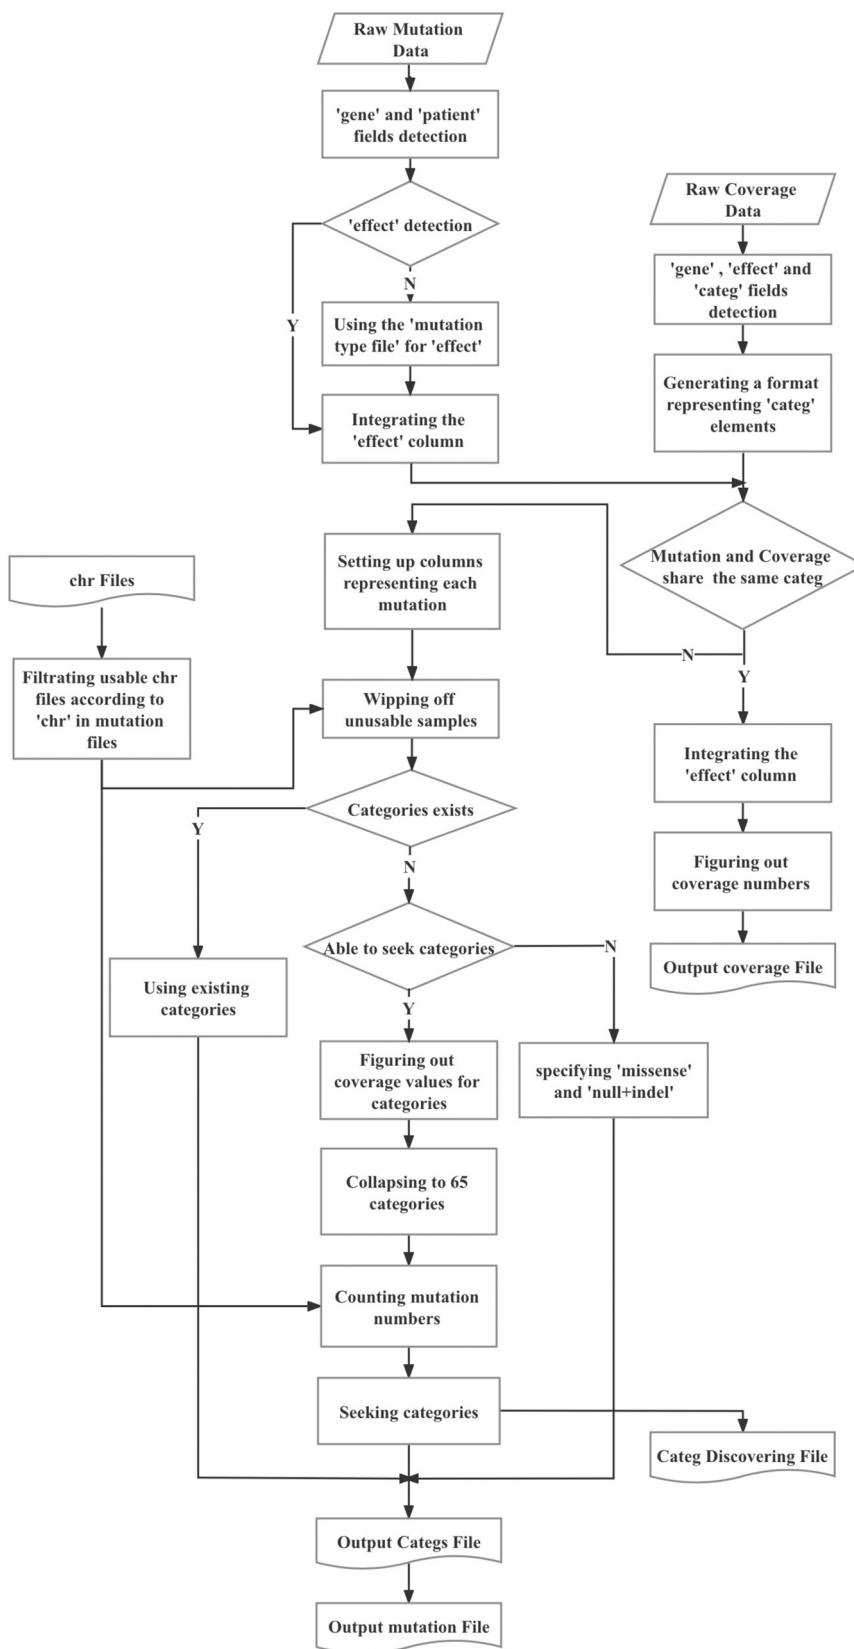 Raw Mutation
Data
'gene' and 'patient'
fields detection
'effect' detection
N
Y
Using the 'mutation
type file' for 'effect'
Integrating the
'effect' column
Raw Coverage
Data
'gene' , 'effect' and
'categ' fields
detection
Generating a format
representing 'categ'
elements
Mutation and Coverage
share the same categ
N
Y
Setting up columns
representing each
mutation
chr Files
Filtrating usable chr
files according to
'chr' in mutation
files
Wipping off
unusable samples
Integrating the
'effect' column
Figuring out
coverage numbers
Output coverage File
Categories exists
Y
N
Able to seek categories
N
Y
Using existing
categories
Figuring out
coverage values for
categories
specifying 'missense'
and 'null+indel'
Collapsing to 65
categories
Counting mutation
numbers
Seeking categories
Categ Discovering File
Output Categs File
Output mutation File